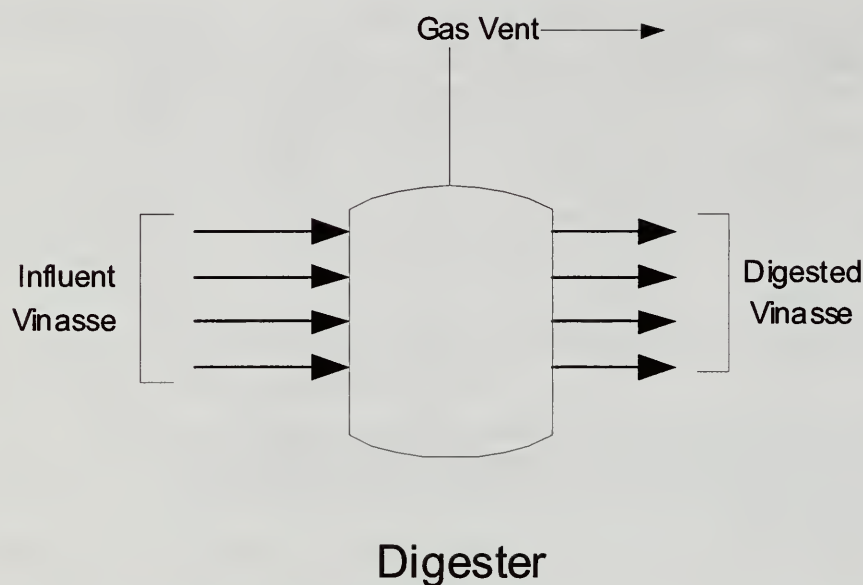 Gas Vent
Influent
Vinasse
Digested
Vinasse
Digester